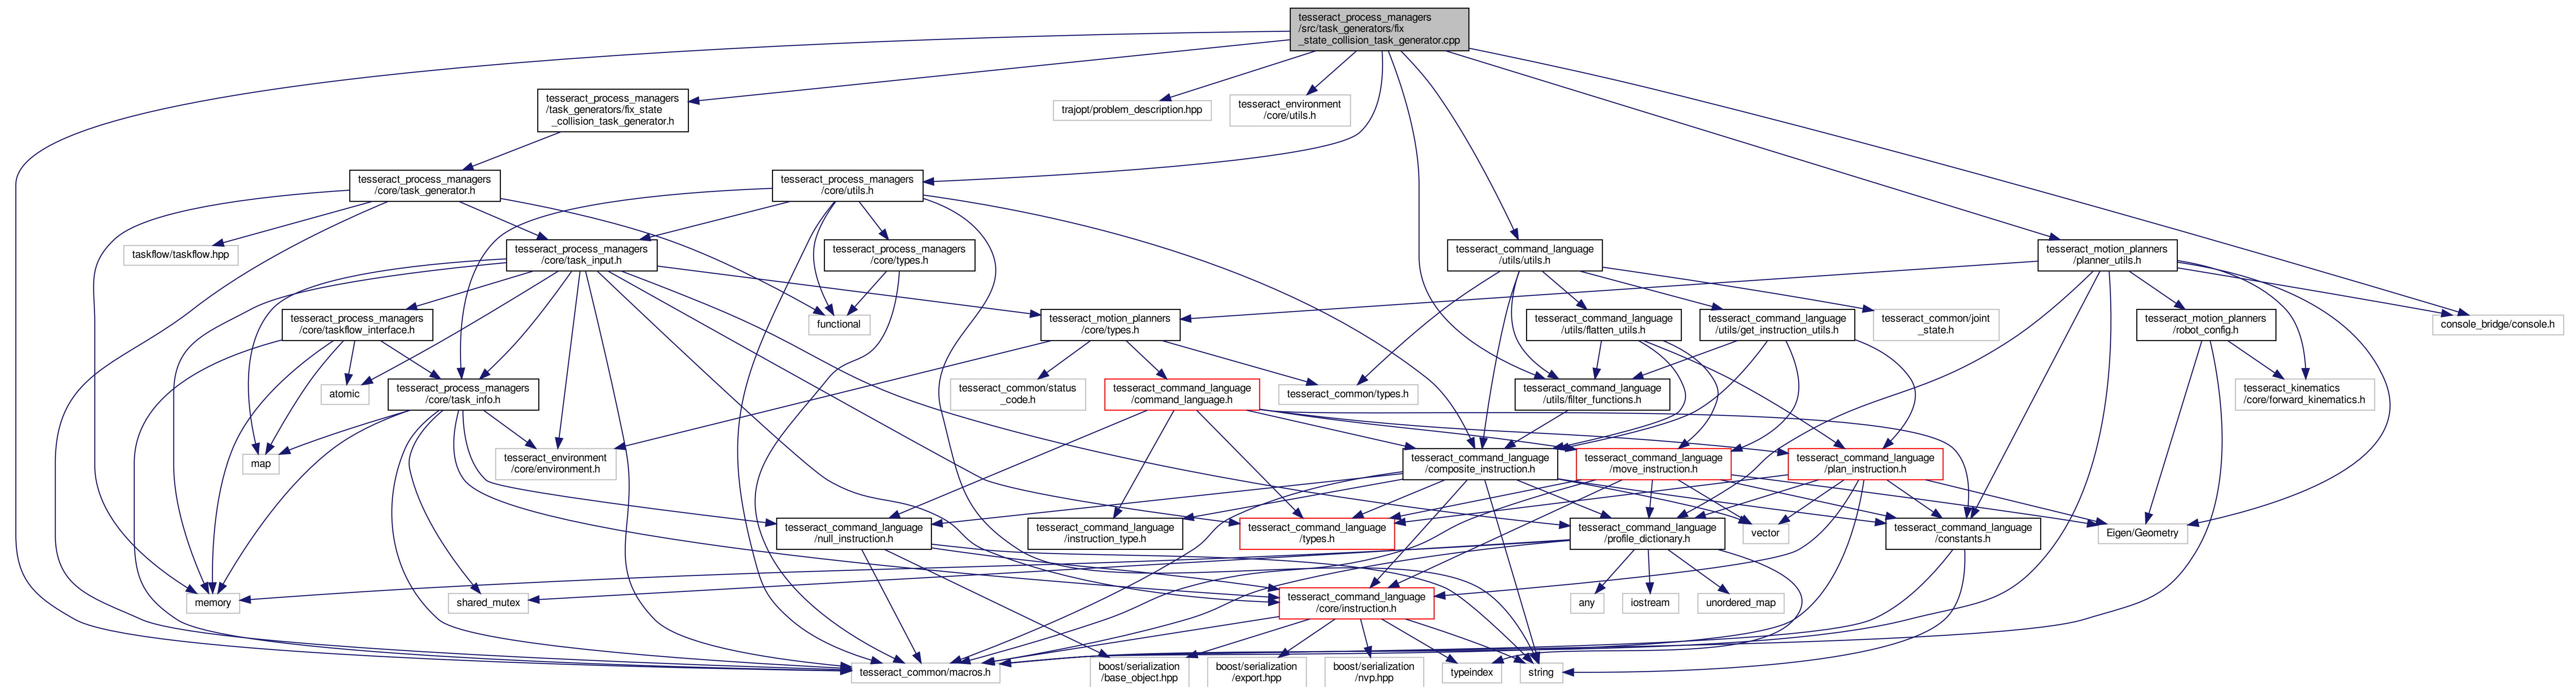 tesseract_process_managers
/src/task_generators/fix
_state_collision_task_generator.cpp
tesseract_process_managers
/task_generators/fix_state
_collision_task_generator.h
trajopt/problem_description.hpp
tesseract_environment
/core/utils.h
tesseract_process_managers
/core/task_generator.h
tesseract_process_managers
/core/utils.h
taskflow/taskflow.hpp
tesseract_process_managers
/core/task_input.h
tesseract_process_managers
/core/types.h
tesseract_command_language
/utils/utils.h
tesseract_motion_planners
/planner_utils.h
tesseract_process_managers
/core/taskflow_interface.h
functional
tesseract_motion_planners
/core/types.h
tesseract_command_language
/utils/flatten_utils.h
tesseract_command_language
/utils/get_instruction_utils.h
tesseract_common/joint
_state.h
tesseract_motion_planners
/robot_config.h
console_bridge/console.h
atomic
tesseract_process_managers
/core/task_info.h
tesseract_common/status
_code.h
tesseract_command_language
/command_language.h
tesseract_common/types.h
tesseract_command_language
/utils/filter_functions.h
tesseract_kinematics
/core/forward_kinematics.h
map
tesseract_environment
/core/environment.h
tesseract_command_language
/composite_instruction.h
tesseract_command_language
/move_instruction.h
tesseract_command_language
/plan_instruction.h
tesseract_command_language
/null_instruction.h
tesseract_command_language
/instruction_type.h
tesseract_command_language
/types.h
tesseract_command_language
/profile_dictionary.h
vector
tesseract_command_language
/constants.h
Eigen/Geometry
memory
shared_mutex
tesseract_command_language
/core/instruction.h
any
iostream
unordered_map
tesseract_common/macros.h
boost/serialization
/base_object.hpp
boost/serialization
/export.hpp
boost/serialization
/nvp.hpp
typeindex
string